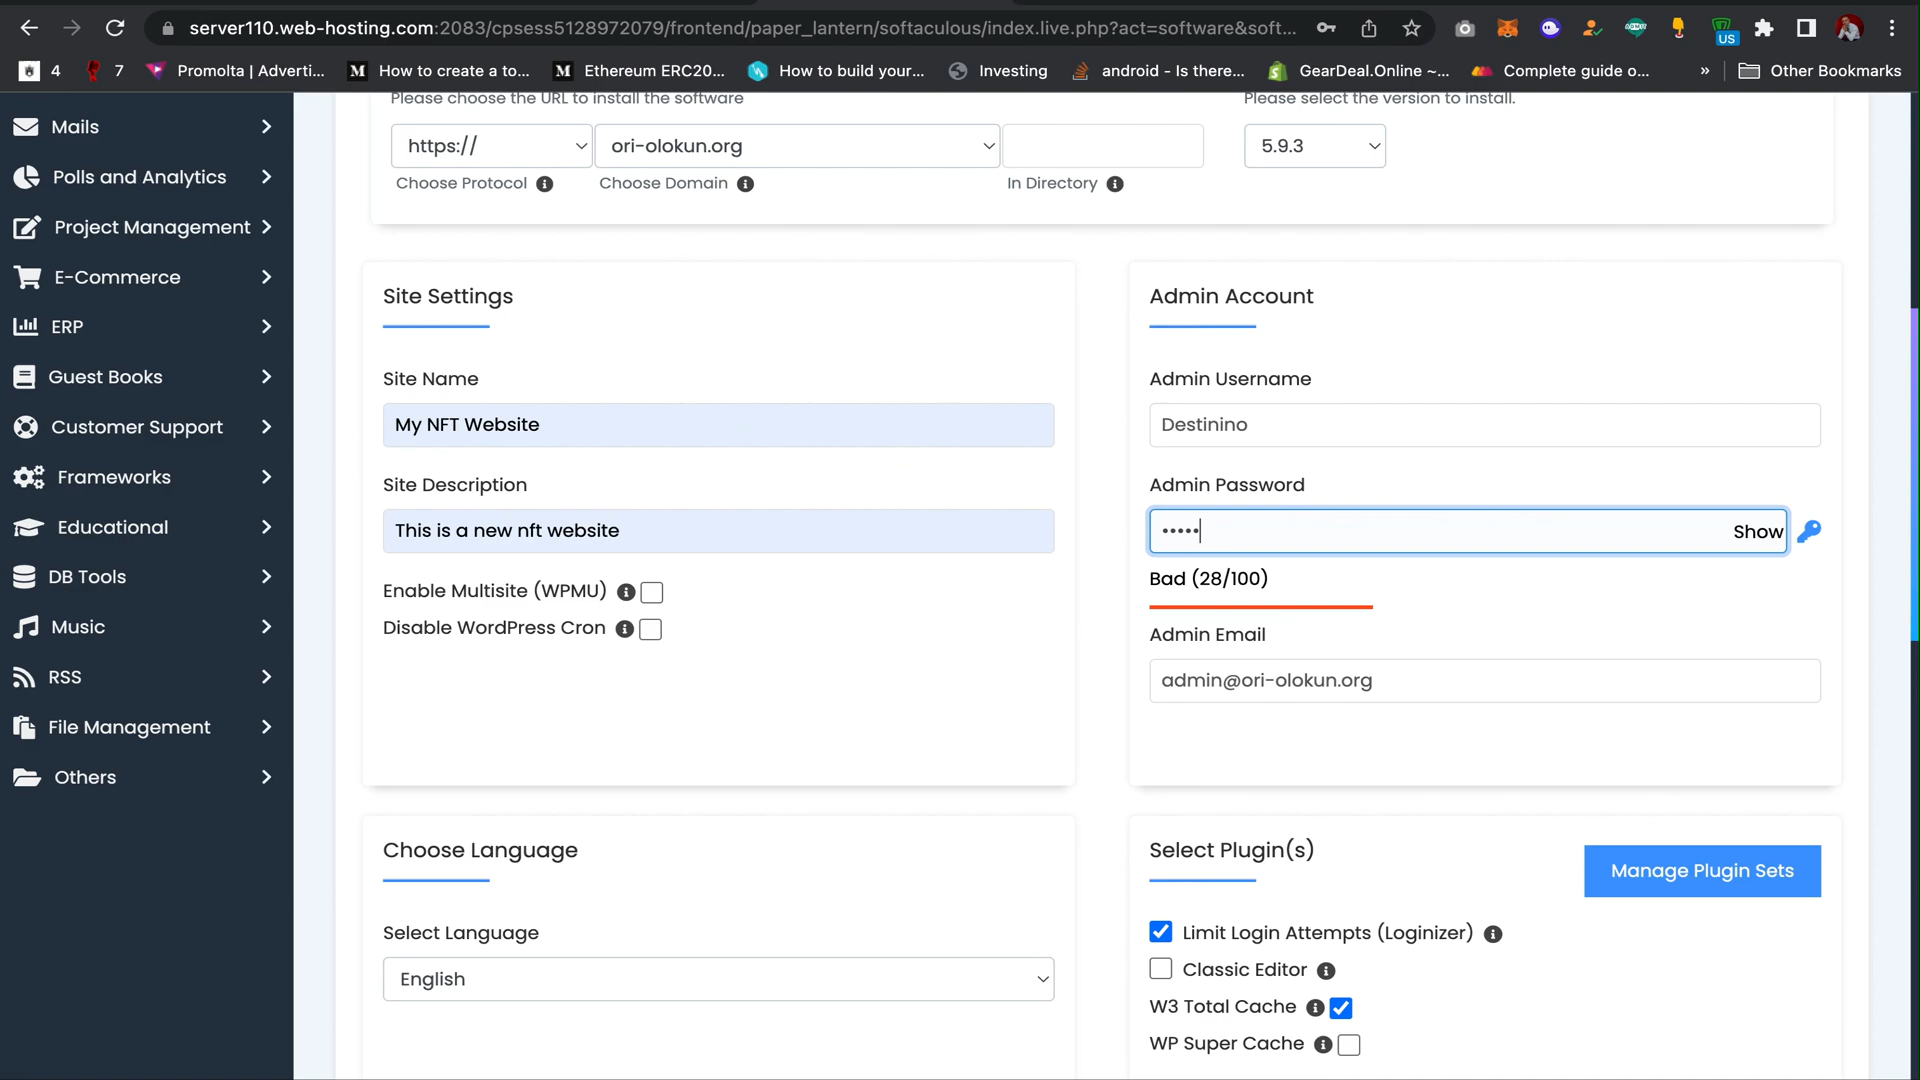 server110.web-hosting.com:2083/cpsess5128972079/frontend/paper_lantern/softaculous/index.live.php?act=software&soft...
US
4
7
Promolta | Adverti...
How to create a to...
Ethereum ERC20...
How to build your...
Investing
android - Is there...
GearDeal.Online ~...
Complete guide o...
»
Other Bookmarks
Mails
Polls and Analytics
Project Management
E-Commerce
ERP
Guest Books
Customer Support
Frameworks
Educational
DB Tools
Music
RSS
File Management
Others
Please choose the URL to install the software
https://
ori-olokun.org
Choose Protocol
Choose Domain
In Directory
Please select the version to install.
5.9.3
Site Settings
Site Name
My NFT Website
Site Description
This is a new nft website
Enable Multisite (WPMU)
Disable WordPress Cron
Admin Account
Admin Username
Destinino
Admin Password
•••••
Show
Bad (28/100)
Admin Email
admin@ori-olokun.org
Choose Language
Select Language
English
Select Plugin(s)
Manage Plugin Sets
Limit Login Attempts (Loginizer)
Classic Editor
W3 Total Cache
WP Super Cache